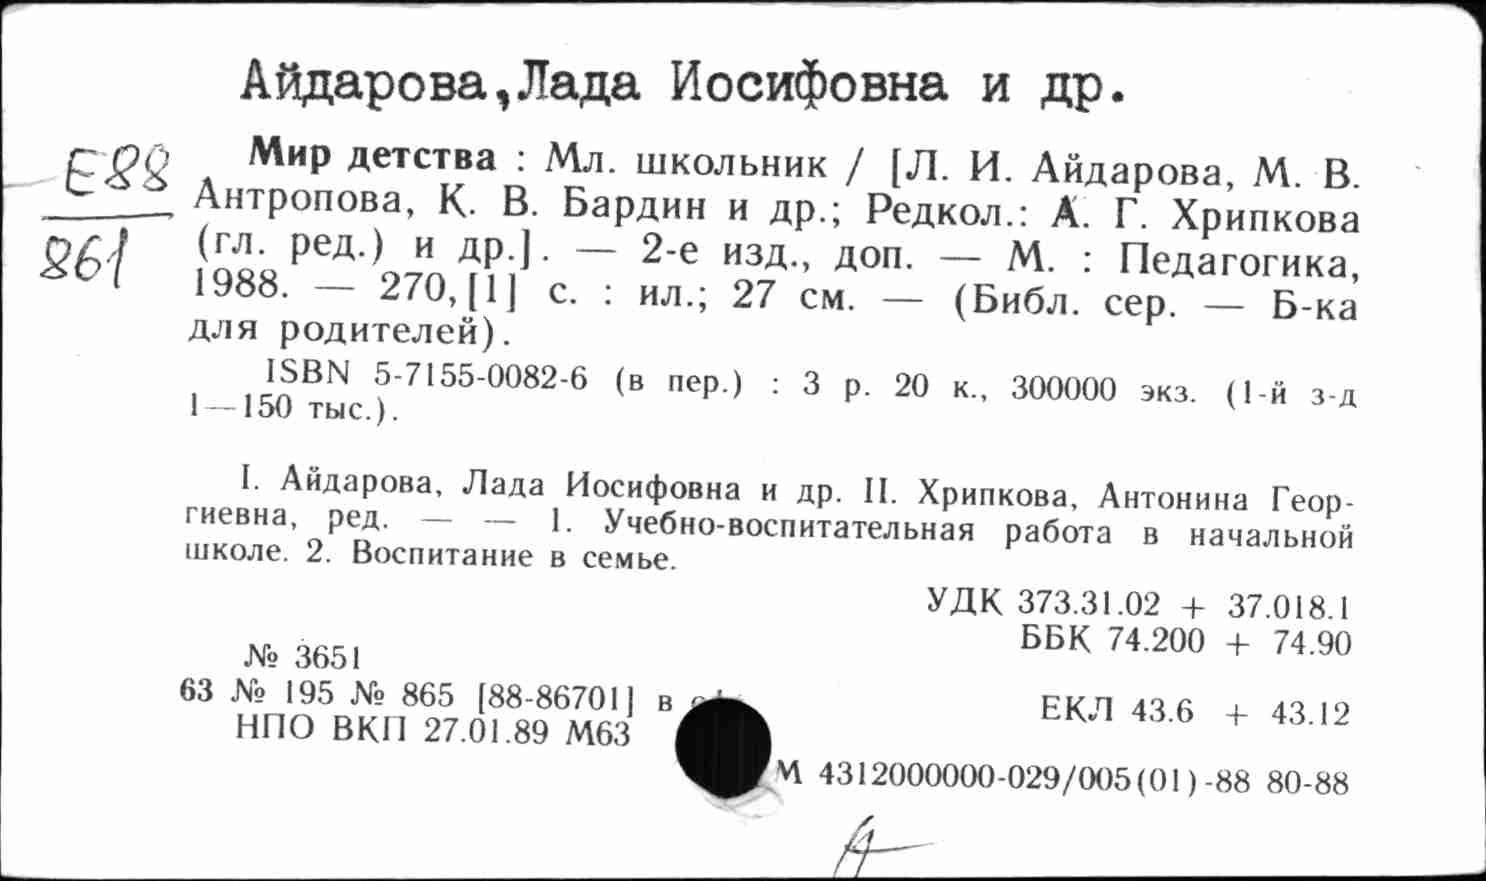 Айдарова,Лада Иосифовна и др.
E88
861
Мир детства : Мл. школьник / [Л. И. Айдарова, М. В.
Антропова, К. В. Бардин и др.; Редкол.: А. Г. Хрипкова
(гл. ред.) и др.]. — 2-е изд., доп. — М. : Педагогика,
1988. — 270,[1] с. : ил.; 27 см. — (Библ. сер. — Б-ка
для родителей).
ISBN 5-7155-0082-6 (в пер.) : 3 р. 20 к., 300000 экз. (1-й з-д
1—150 тыс.).
I. Айдарова, Лада Иосифовна и др. II. Хрипкова, Антонина Геор-
гиевна, ред. — — 1. Учебно-воспитательная работа в начальной
школе. 2. Воспитание в семье.
УДК 373.31.02 + 37.018.1
ББК 74.200 + 74.90
№ 3651
63 № 195 № 865 [88-86701] в
ЕКЛ 43.6 + 43.12
НПО ВКП 27.01.89 М63
М 4312000000-029/005(01)-88 80-88